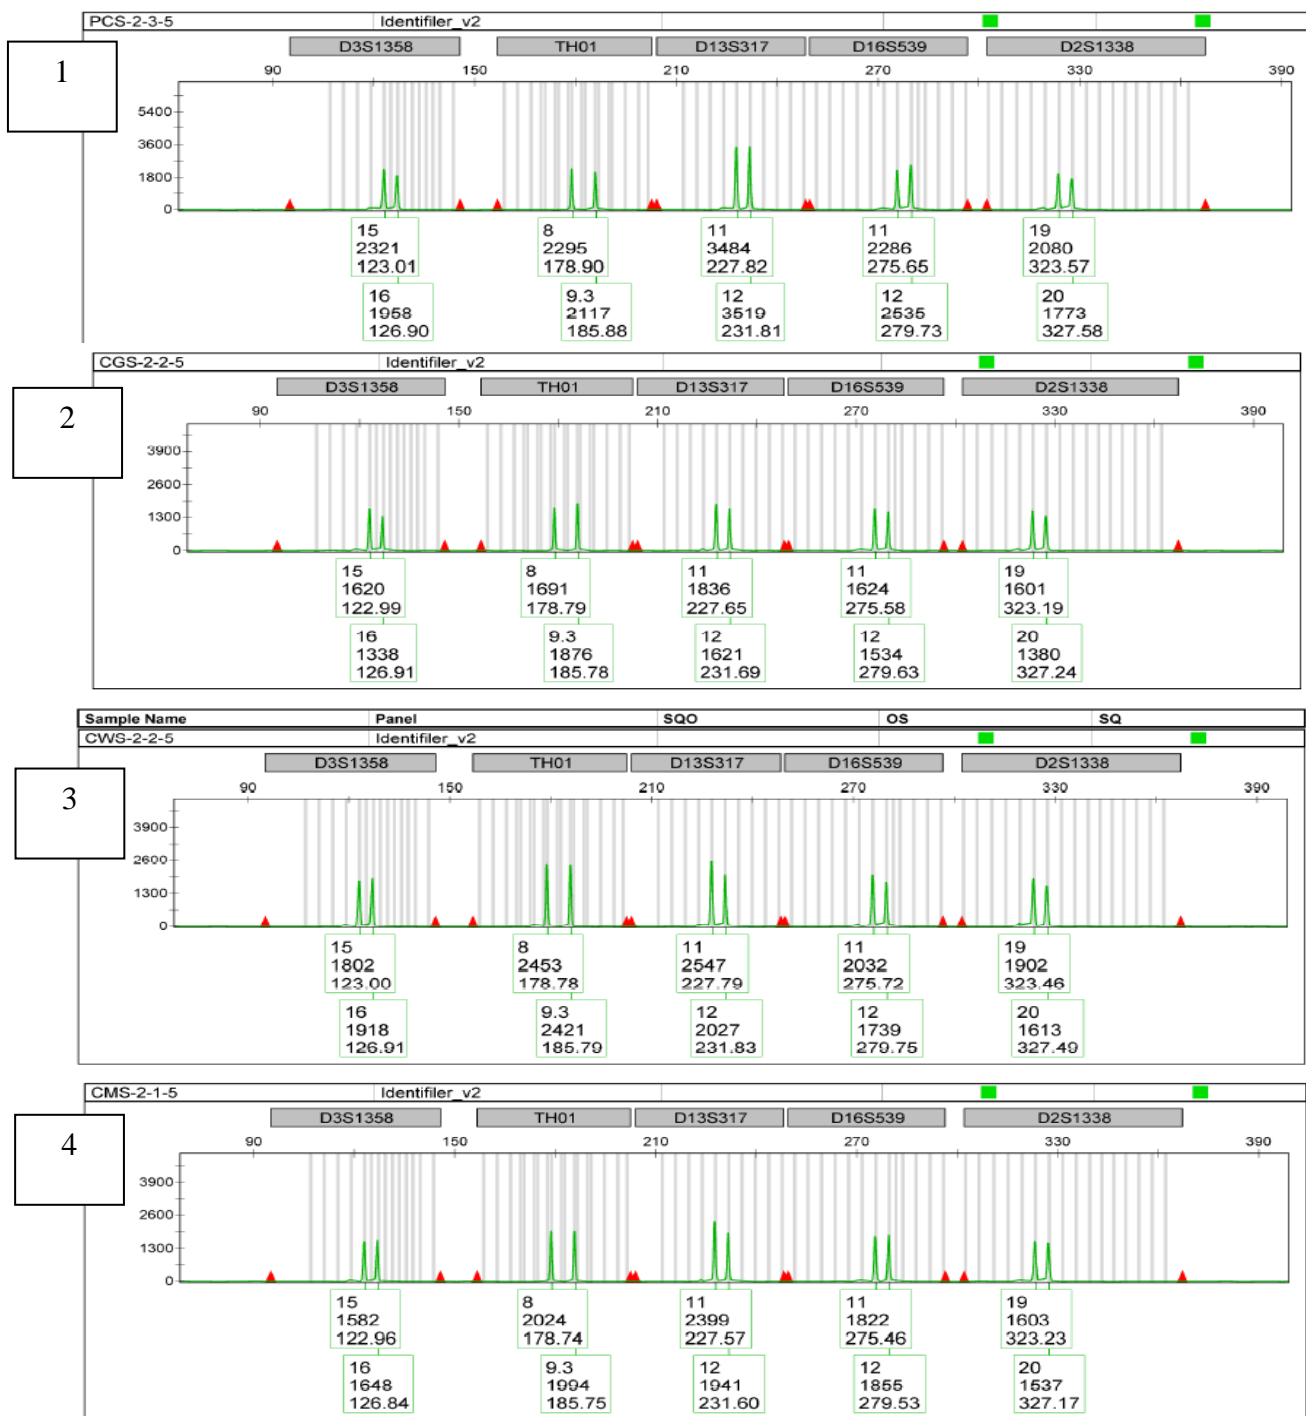 PCS-2-3-5 Identifiler_v2
D3S1358 TH01 D13S317 D16S539 D2S1338
1
90 150 210 270 330 390
5400
3600
1800
0
15 8 11 11 19
2321 2295 3484 2286 2080
123.01 178.90 227.82 275.65 323.57
16 9.3 12 12 20
1958 2117 3519 2535 1773
126.90 185.88 231.81 279.73 327.58
CGS-2-2-5 Identifiler_v2
D3S1358 TH01 D13S317 D16S539 D2S1338
2
90 150 210 270 330 390
3900
2600
1300
0
15 8 11 11 19
1620 1691 1836 1624 1601
122.99 178.79 227.65 275.58 323.19
16 9.3 12 12 20
1338 1876 1621 1534 1380
126.91 185.78 231.69 279.63 327.24
Sample Name Panel SQO OS SQ
CWS-2-2-5 Identifiler_v2
D3S1358 TH01 D13S317 D16S539 D2S1338
3
90 150 210 270 330 390
3900
2600
1300
0
15 8 11 11 19
1802 2453 2547 2032 1902
123.00 178.78 227.79 275.72 323.46
16 9.3 12 12 20
1918 2421 2027 1739 1613
126.91 185.79 231.83 279.75 327.49
CMS-2-1-5 Identifiler_v2
D3S1358 TH01 D13S317 D16S539 D2S1338
4
90 150 210 270 330 390
3900
2600
1300
0
15 8 11 11 19
1582 2024 2399 1822 1603
122.96 178.74 227.57 275.46 323.23
16 9.3 12 12 20
1648 1994 1941 1855 1537
126.84 185.75 231.60 279.53 327.17